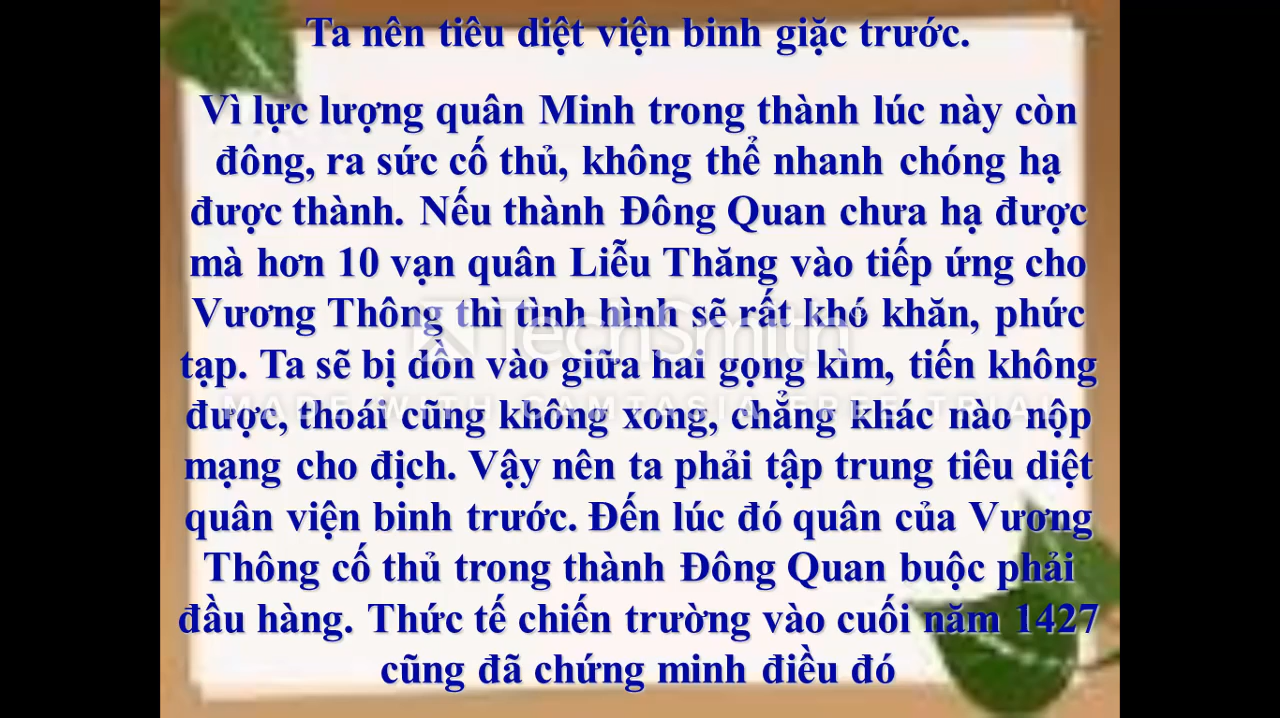 Ta nên tiêu diệt viện binh giặc trước.
Vì lực lượng quân Minh trong thành lúc này còn
đông, ra sức cố thủ, không thể nhanh chóng hạ
được thành. Nếu thành Đông Quan chưa hạ được
mà hơn 10 vạn quân Liễu Thăng vào tiếp ứng cho
Vương Thông thì tình hình sẽ rất khó khăn, phức
tạp. Ta sẽ bị dồn vào giữa hai gọng kìm, tiến không
được, thoái cũng không xong, chẳng khác nào nộp
mạng cho địch. Vậy nên ta phải tập trung tiêu diệt
quân viện binh trước. Đến lúc đó quân của Vương
Thông cố thủ trong thành Đông Quan buộc phải
đầu hàng. Thức tế chiến trường vào cuối năm 1427
cũng đã chứng minh điều đó
TechSmith®
MADE WITH CAMTASIA FREE TRIAL